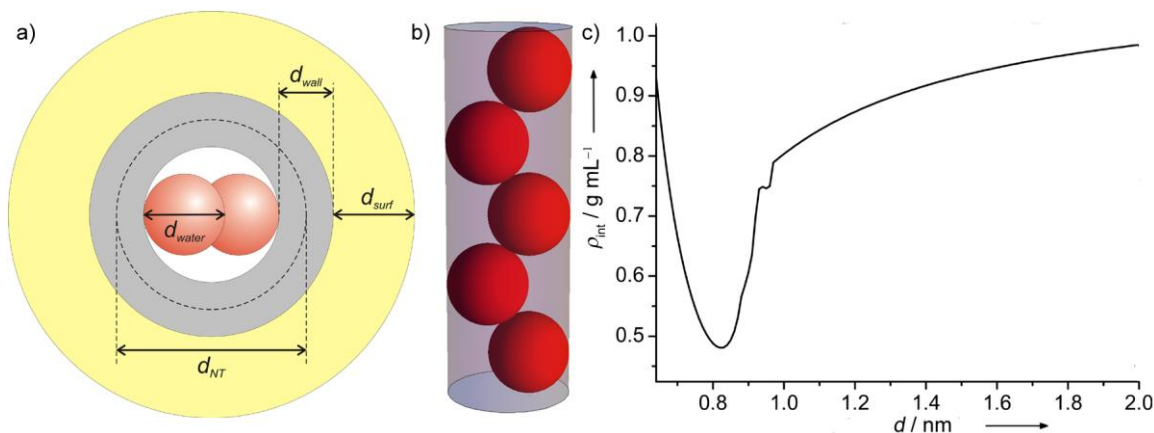 a)
d_wall
d_water
d_surf
d_NT
b)
c)
ρ_int / g mL⁻¹
1.0
0.9
0.8
0.7
0.6
0.5
0.8 1.0 1.2 1.4 1.6 1.8 2.0
d / nm